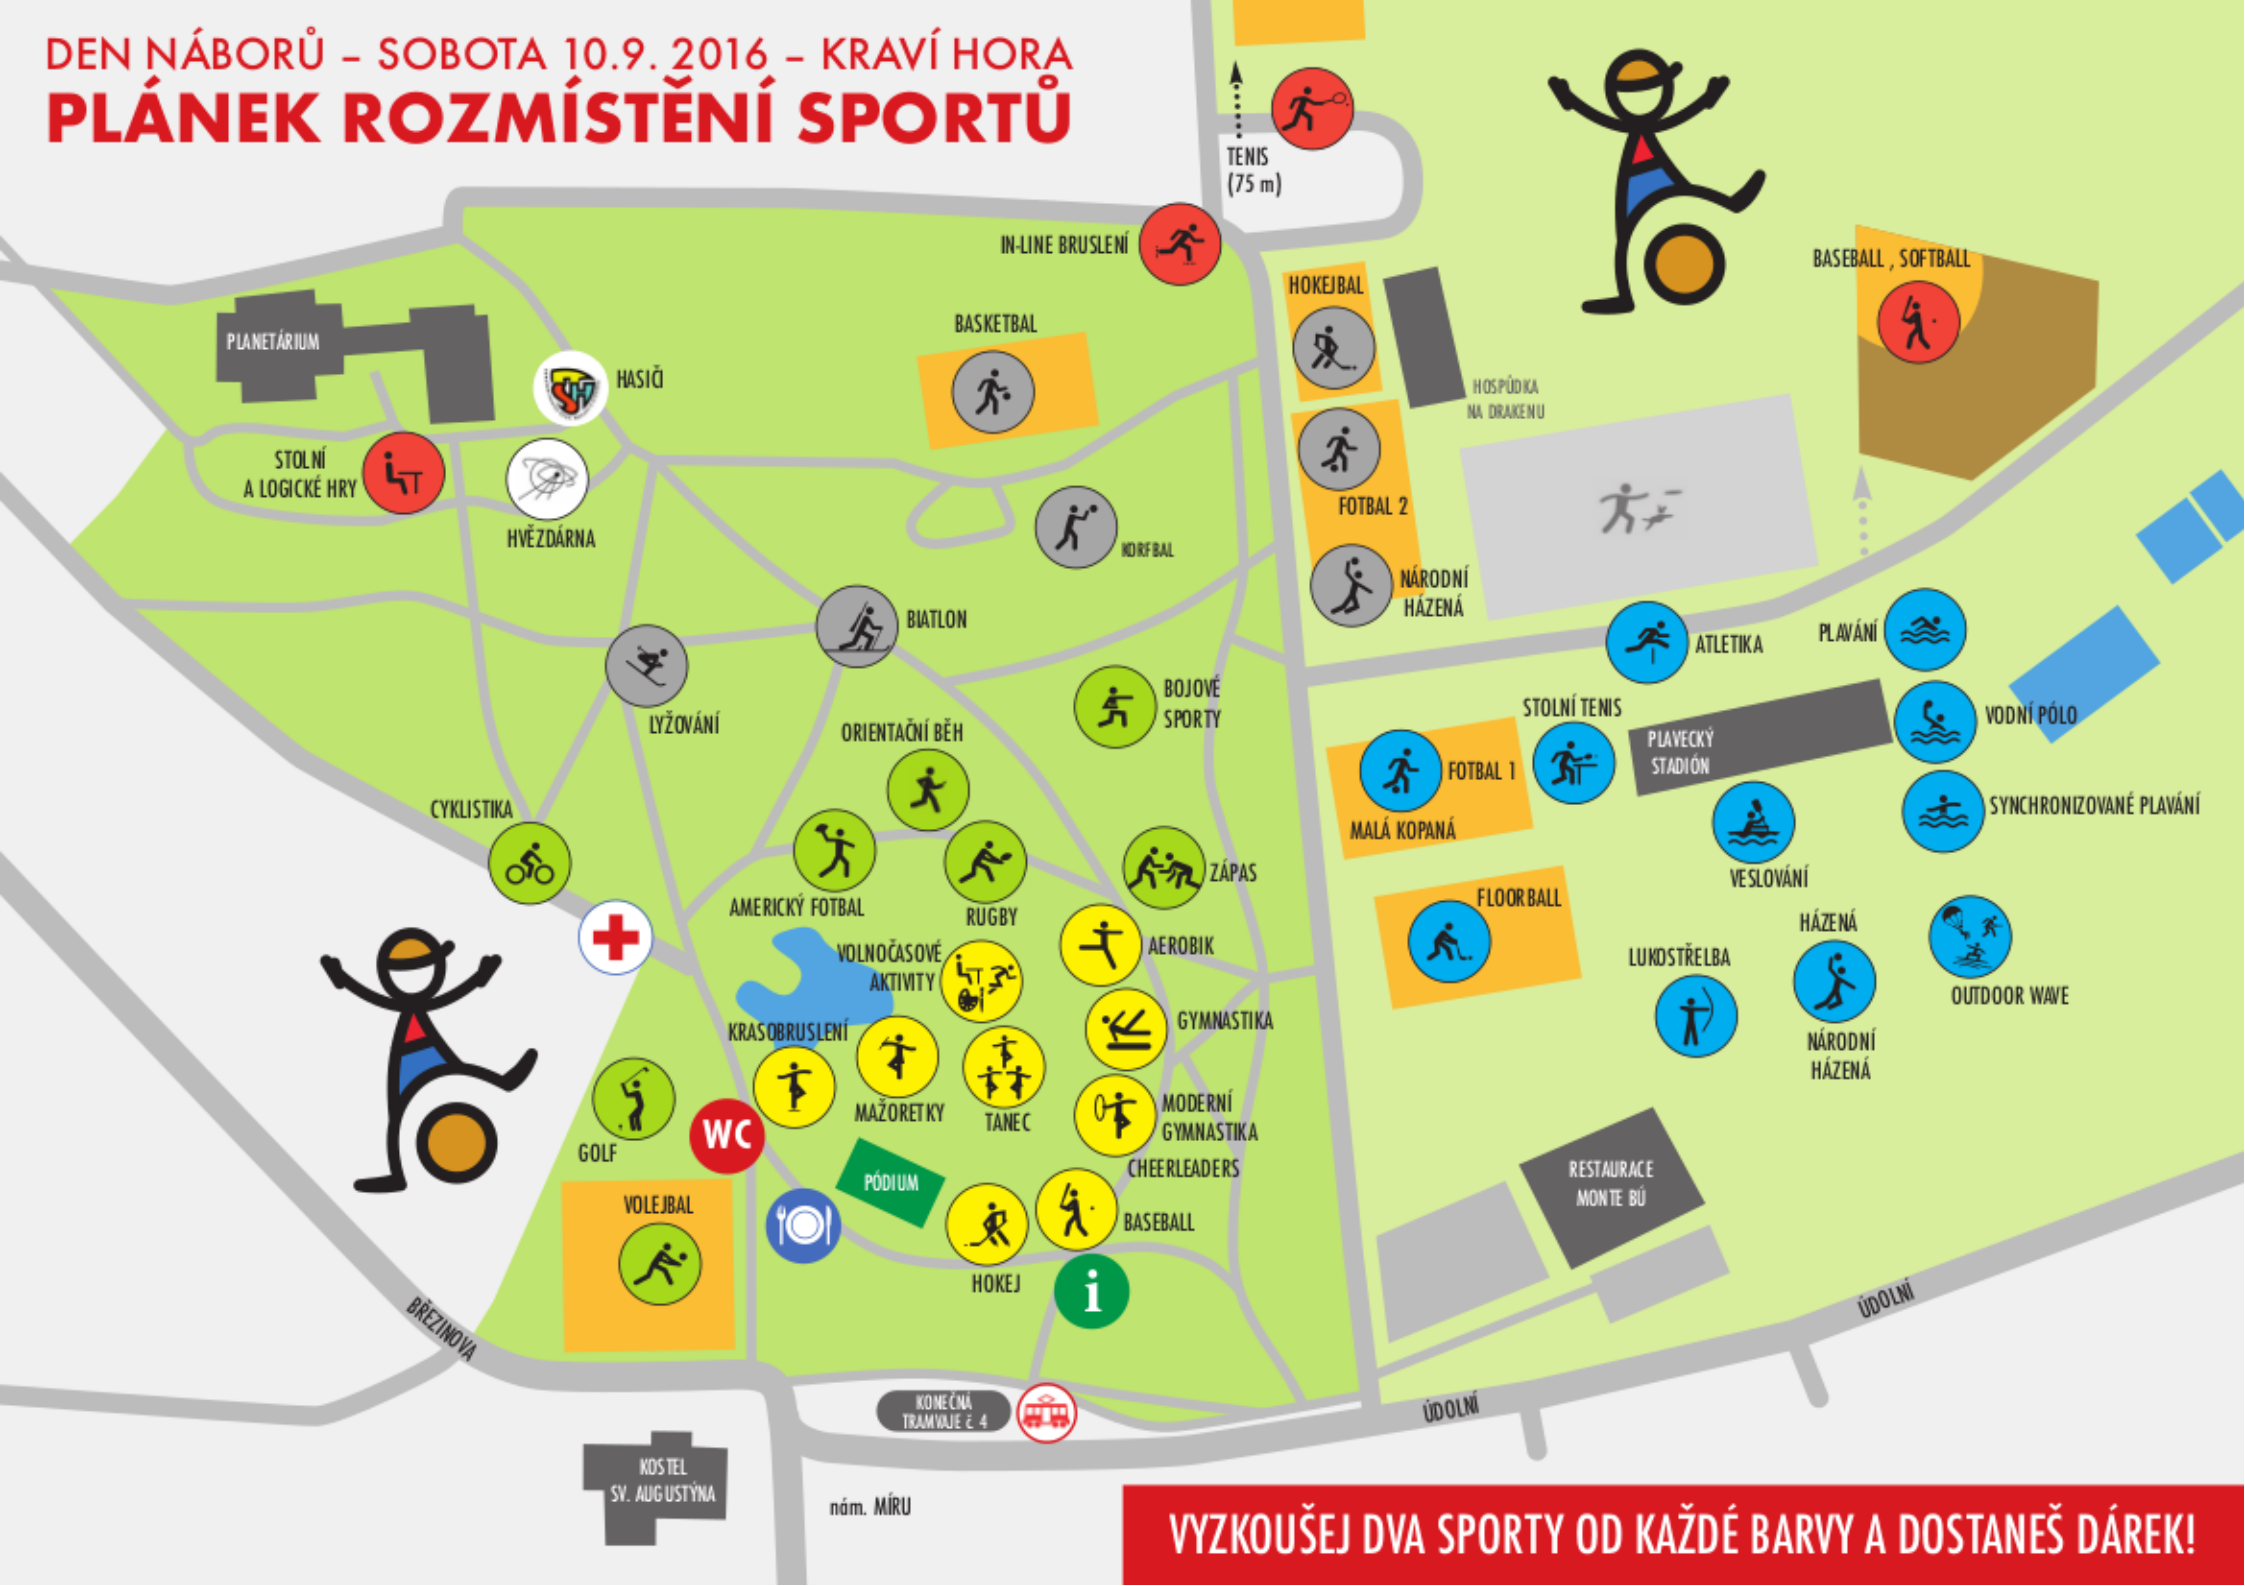 DEN NÁBORŮ – SOBOTA 10.9. 2016 – KRAVÍ HORA
PLÁNEK ROZMÍSTĚNÍ SPORTŮ
TENIS
(75 m)
IN-LINE BRUSLENÍ
HOKEJBAL
BASEBALL , SOFTBALL
PLANETÁRIUM
BASKETBAL
HASIČI
HOSPŮDKA
NA DRAKENU
STOLNÍ
A LOGICKÉ HRY
HVĚZDÁRNA
FOTBAL 2
KORFBAL
NÁRODNÍ
HÁZENÁ
BIATLON
ATLETIKA
PLAVÁNÍ
LYŽOVÁNÍ
BOJOVÉ
SPORTY
ORIENTAČNÍ BĚH
STOLNÍ TENIS
VODNÍ PÓLO
PLAVECKÝ
STADIÓN
FOTBAL 1
MALÁ KOPANÁ
SYNCHRONIZOVANÉ PLAVÁNÍ
CYKLISTIKA
VESLOVÁNÍ
ZÁPAS
AMERICKÝ FOTBAL
RUGBY
FLOORBALL
HÁZENÁ
VOLNOČASOVÉ
AKTIVITY
AEROBIK
LUKOSTŘELBA
OUTDOOR WAVE
KRASOBRUSLENÍ
GYMNASTIKA
NÁRODNÍ
HÁZENÁ
MAŽORETKY
TANEC
MODERNÍ
GYMNASTIKA
WC
GOLF
CHEERLEADERS
PÓDIUM
RESTAURACE
MONTE BÚ
VOLEJBAL
BASEBALL
HOKEJ
i
BŘEZINOVA
ÚDOLNÍ
ÚDOLNÍ
KONEČNÁ
TRAMVAJE č. 4
KOSTEL
SV. AUGUSTÝNA
nám. MÍRU
VYZKOUŠEJ DVA SPORTY OD KAŽDÉ BARVY A DOSTANEŠ DÁREK!